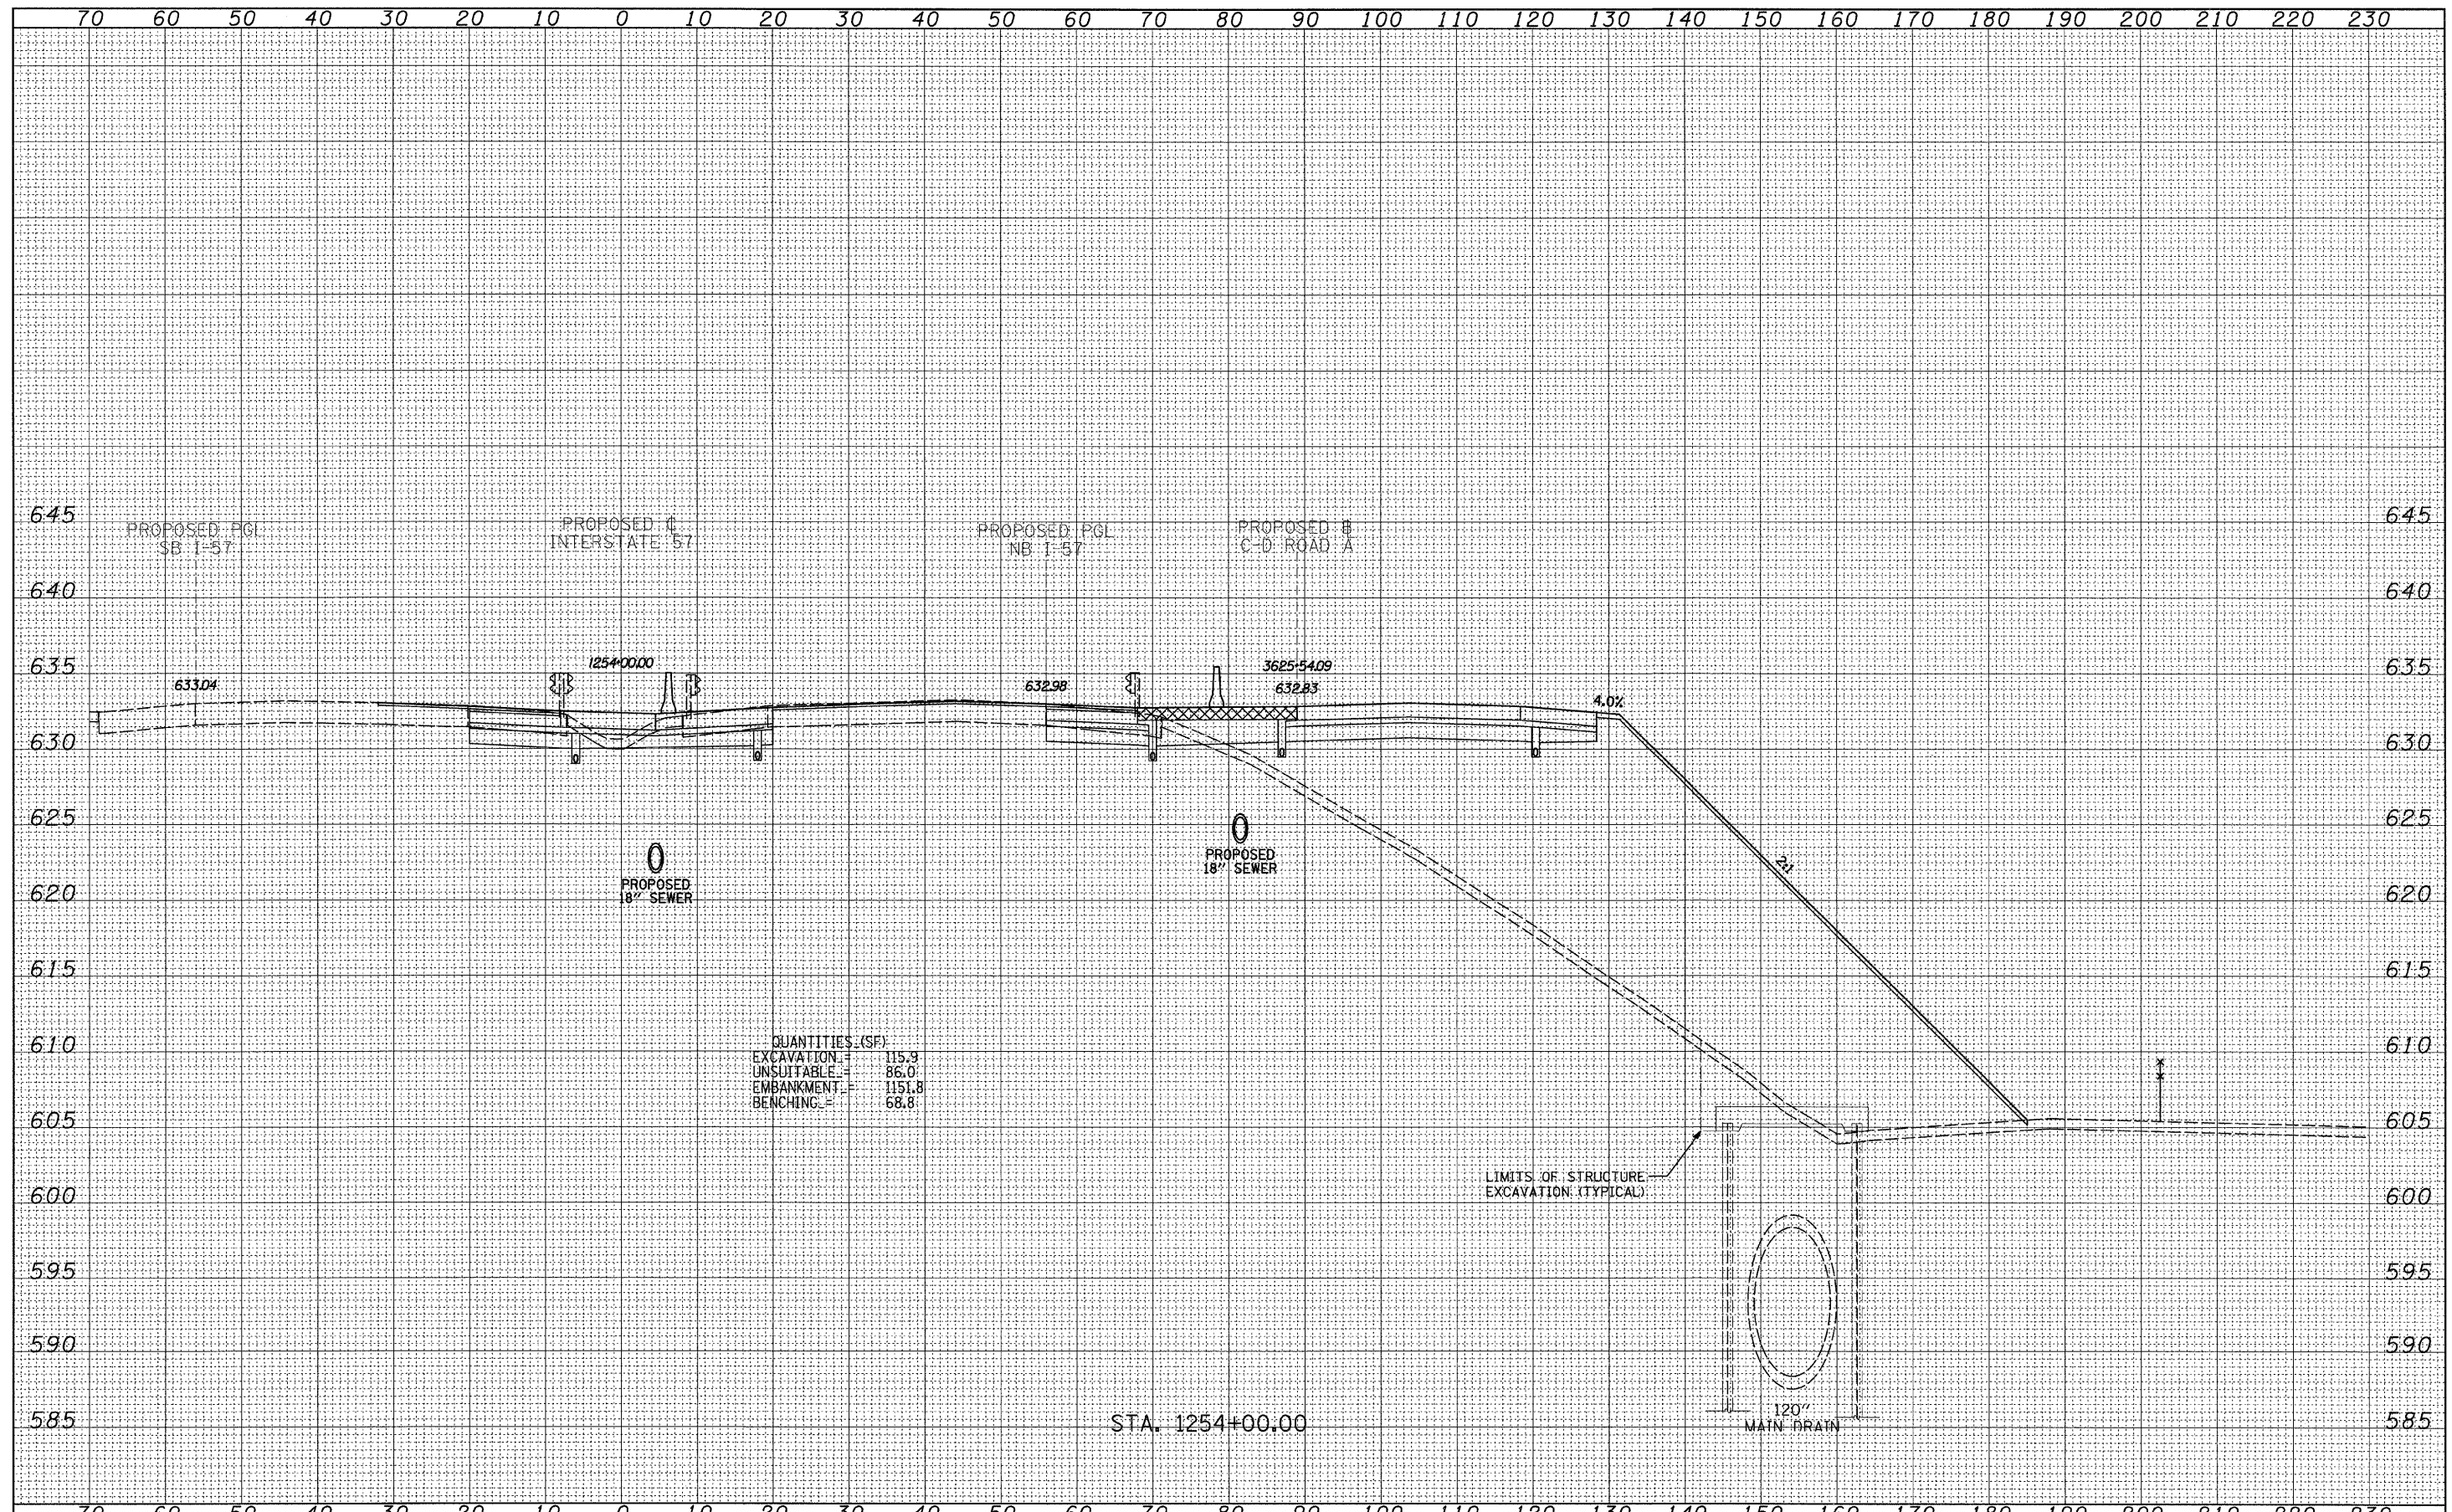 70 60 50 40 30 20 10 0 10 20 30 40 50 60 70 80 90 100 110 120 130 140 150 160 170 180 190 200 210 220 230
645 645
PROPOSED PGL
SB I-57
PROPOSED ℄
INTERSTATE 57
PROPOSED PGL
NB I-57
PROPOSED
C-D ROAD A
640 640
635 635
633.04
1254+00.00
632.98
3625+54.09
632.83
4.0%
630 630
625 625
PROPOSED
18" SEWER
PROPOSED
18" SEWER
2:1
620 620
615 615
610 610
QUANTITIES (SF)
EXCAVATION = 115.9
UNSUITABLE = 86.0
EMBANKMENT = 1151.8
BENCHING = 68.8
605 605
LIMITS OF STRUCTURE
EXCAVATION (TYPICAL)
600 600
595 595
590 590
585 585
120"
MAIN DRAIN
STA. 1254+00.00
70 60 50 40 30 20 10 0 10 20 30 40 50 60 70 80 90 100 110 120 130 140 150 160 170 180 190 200 210 220 230